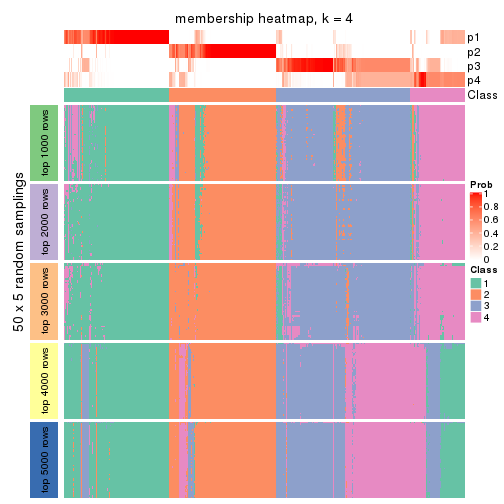 membership heatmap, k = 4
p1
p2
p3
p4
Class
50 x 5 random samplings
top 1000 rows
top 2000 rows
top 3000 rows
top 4000 rows
top 5000 rows
Prob
1
0.8
0.6
0.4
0.2
0
Class
1
2
3
4